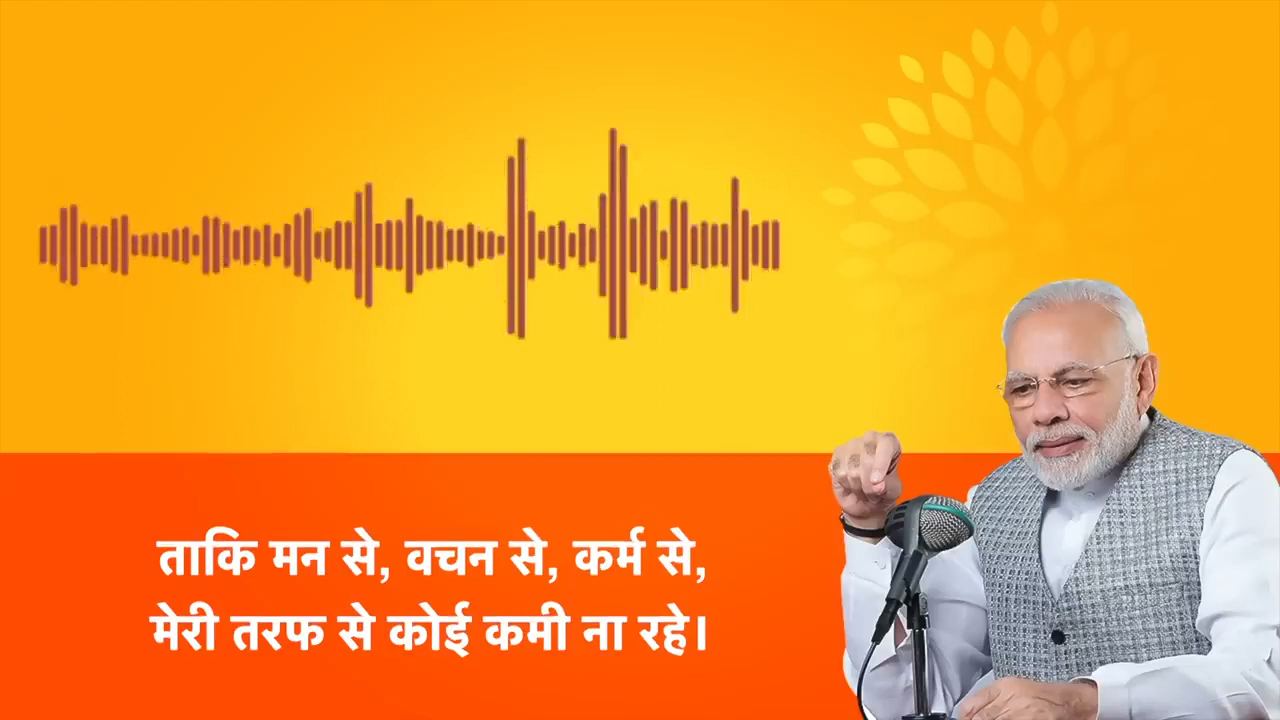 ताकि मन से, वचन से, कर्म से,
मेरी तरफ से कोई कमी ना रहे।